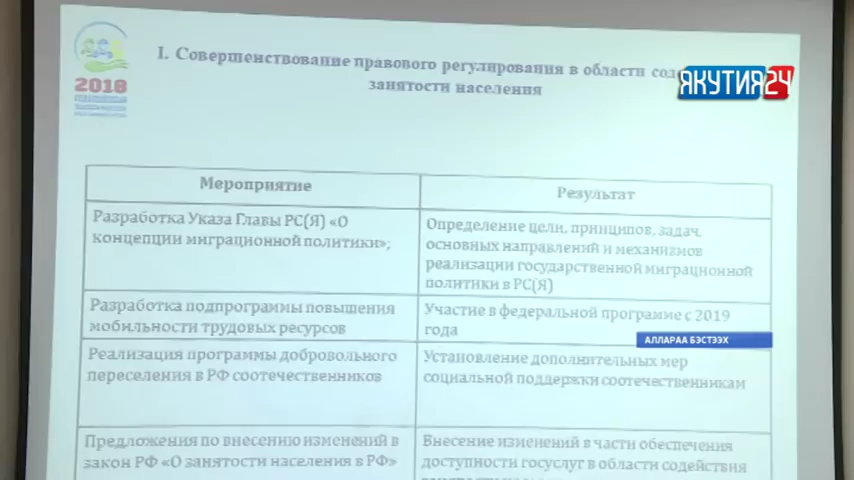 I. Совершенствование правового регулирования в области
занятости населения
ЯКУТИЯ24
2018
Мероприятие
Результат
Разработка Указа Главы РС(Я) «О
концепции миграционной политики»;
Определение цели, принципов, задач,
основных направлений и механизмов
реализации государственной миграционной
политики в РС(Я)
Разработка подпрограммы повышения
мобильности трудовых ресурсов
Участие в федеральной программе с 2019
года
АЛЛАРАА БЭСТЭЭХ
Реализация программы добровольного
переселения в РФ соотечественников
Установление дополнительных мер
социальной поддержки соотечественникам
Предложения по внесению изменений в
закон РФ «О занятости населения в РФ»
Внесение изменений в части обеспечения
доступности госуслуг в области содействия